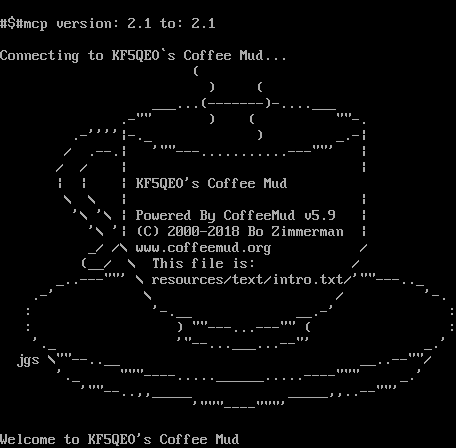 #$#mcp version: 2.1 to: 2.1
Connecting to KF5QEO`s Coffee Mud...
KF5QEO's Coffee Mud
Powered By CoffeeMud v5.9
(C) 2000-2018 Bo Zimmerman
www.coffeemud.org
This file is:
resources/text/intro.txt
jgs
Welcome to KF5QEO's Coffee Mud